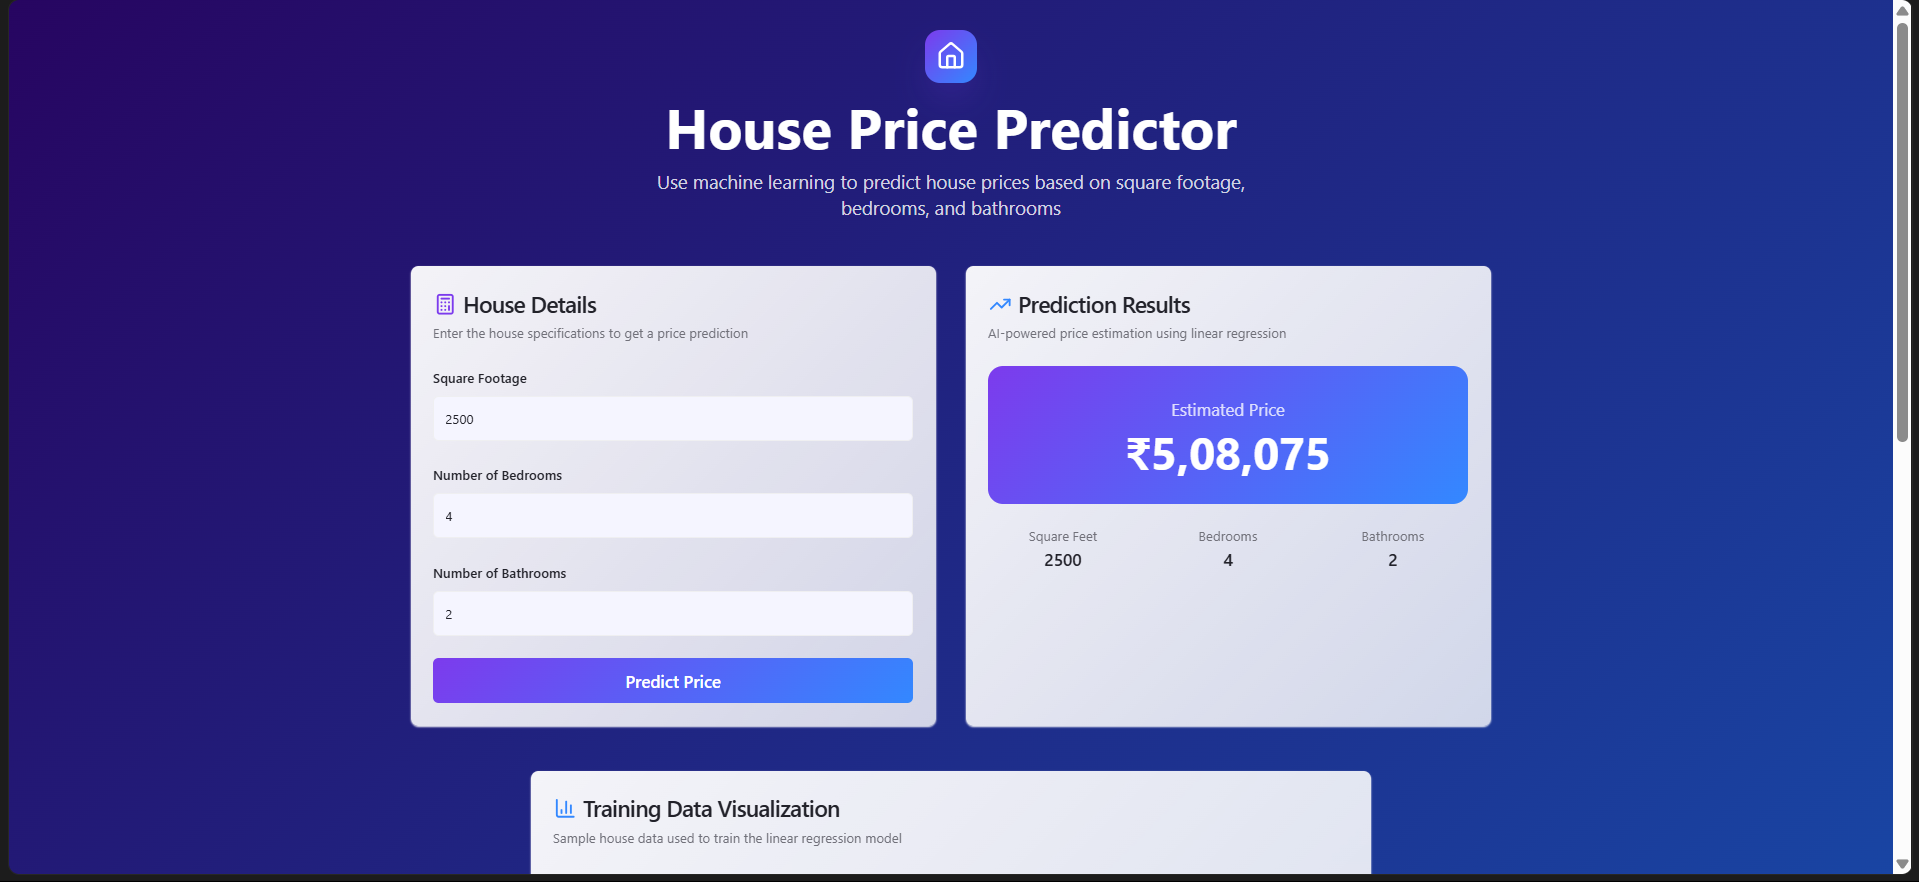 House Price Predictor
Use machine learning to predict house prices based on square footage,
bedrooms, and bathrooms
House Details
Enter the house specifications to get a price prediction
Square Footage
2500
Number of Bedrooms
4
Number of Bathrooms
2
Predict Price
Prediction Results
AI-powered price estimation using linear regression
Estimated Price
₹5,08,075
Square Feet
2500
Bedrooms
4
Bathrooms
2
Training Data Visualization
Sample house data used to train the linear regression model